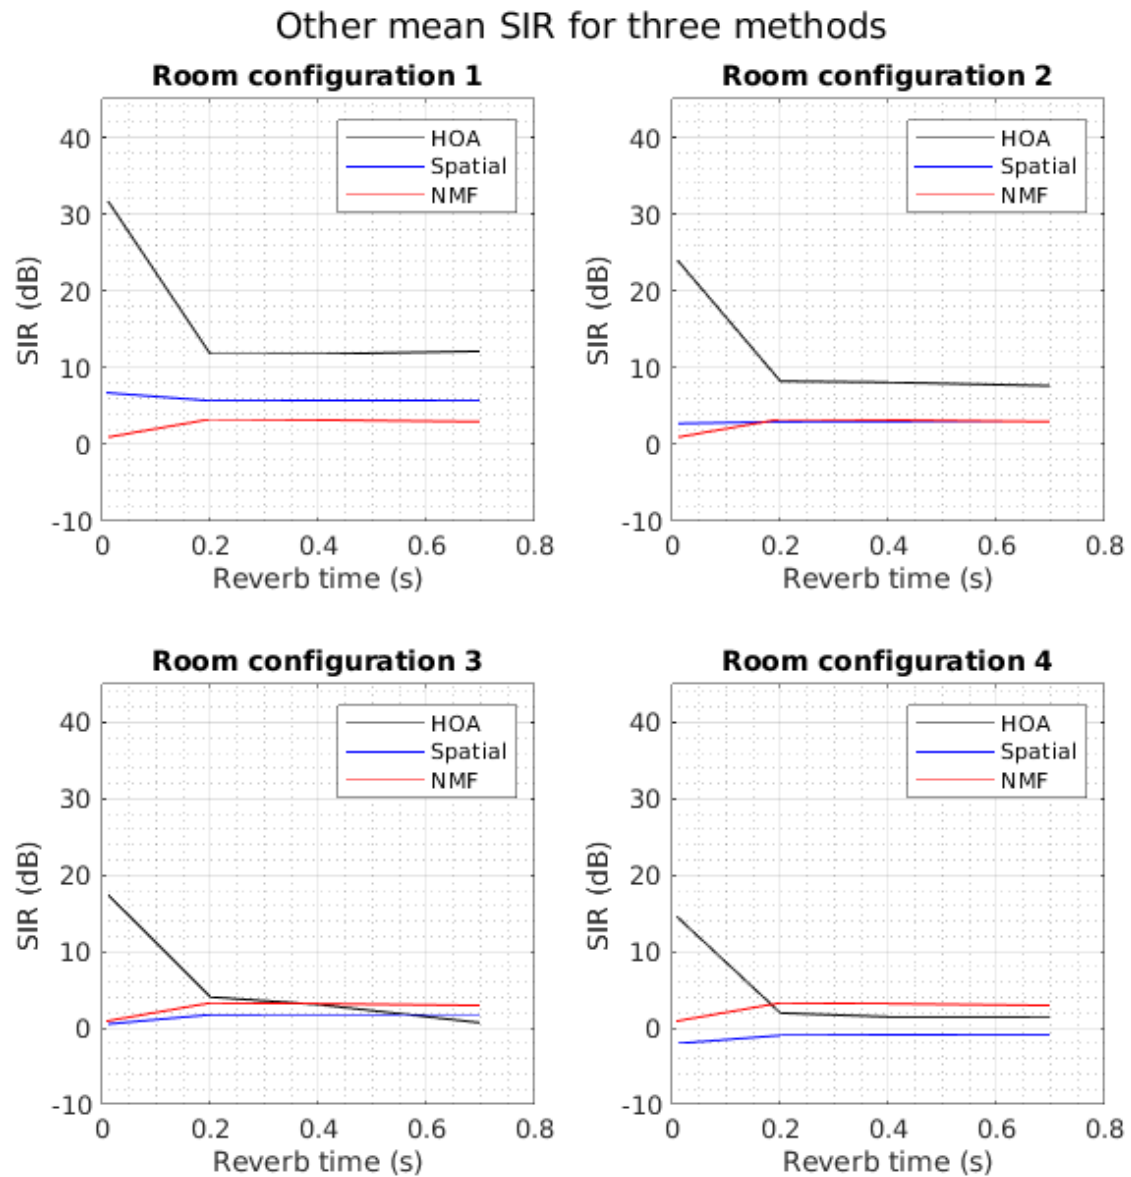 Other mean SIR for three methods
Room configuration 1
HOA
Spatial
NMF
SIR (dB)
40
30
20
10
0
-10
0 0.2 0.4 0.6 0.8
Reverb time (s)
Room configuration 2
HOA
Spatial
NMF
SIR (dB)
40
30
20
10
0
-10
0 0.2 0.4 0.6 0.8
Reverb time (s)
Room configuration 3
HOA
Spatial
NMF
SIR (dB)
40
30
20
10
0
-10
0 0.2 0.4 0.6 0.8
Reverb time (s)
Room configuration 4
HOA
Spatial
NMF
SIR (dB)
40
30
20
10
0
-10
0 0.2 0.4 0.6 0.8
Reverb time (s)